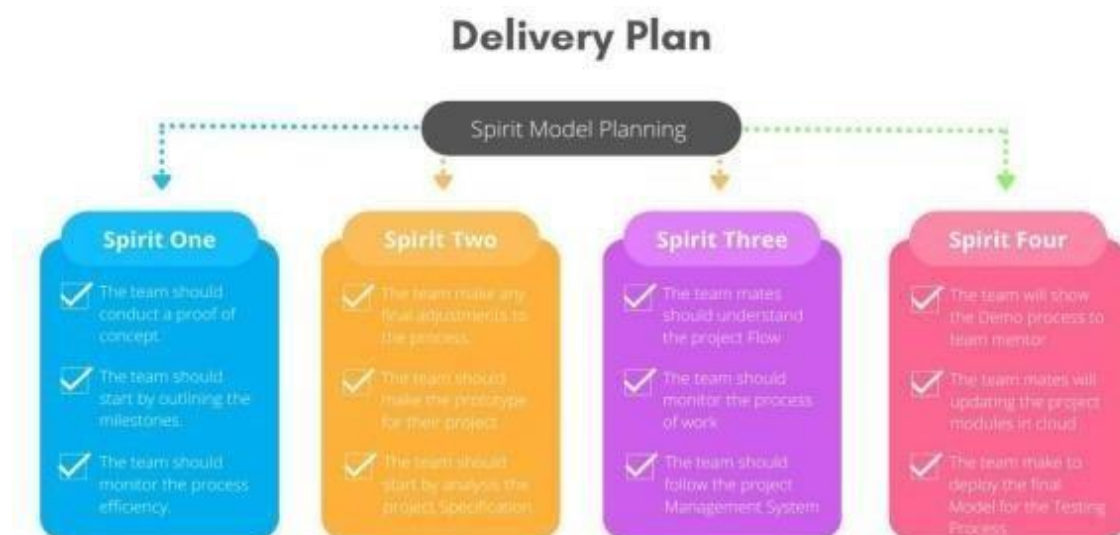 Delivery Plan
Spirit Model Planning
Spirit One
The team should
conduct a proof of
concept.
The team should
start by outlining the
milestones.
The team should
monitor the process
efficiency.
Spirit Two
The team make any
final adjustments to
the process.
The team should
make the prototype
for their project
The team should
start by analysis the
project Specification
Spirit Three
The team mates
should understand
the project Flow
The team should
monitor the process
of work
The team should
follow the project
Management System
Spirit Four
The team will show
the Demo process to
team mentor
The team mates will
updating the project
modules in cloud
The team make to
deploy the final
Model for the Testing
Process